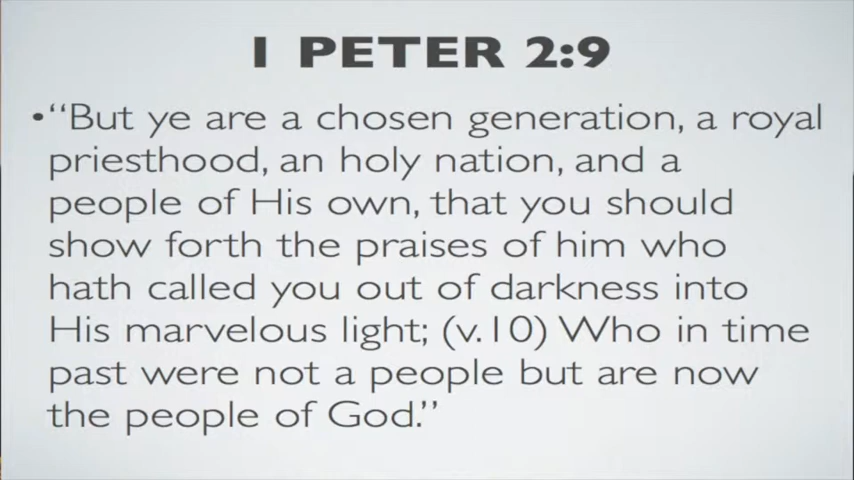 1 PETER 2:9
•“But ye are a chosen generation, a royal
priesthood, an holy nation, and a
people of His own, that you should
show forth the praises of him who
hath called you out of darkness into
His marvelous light; (v.10) Who in time
past were not a people but are now
the people of God.”